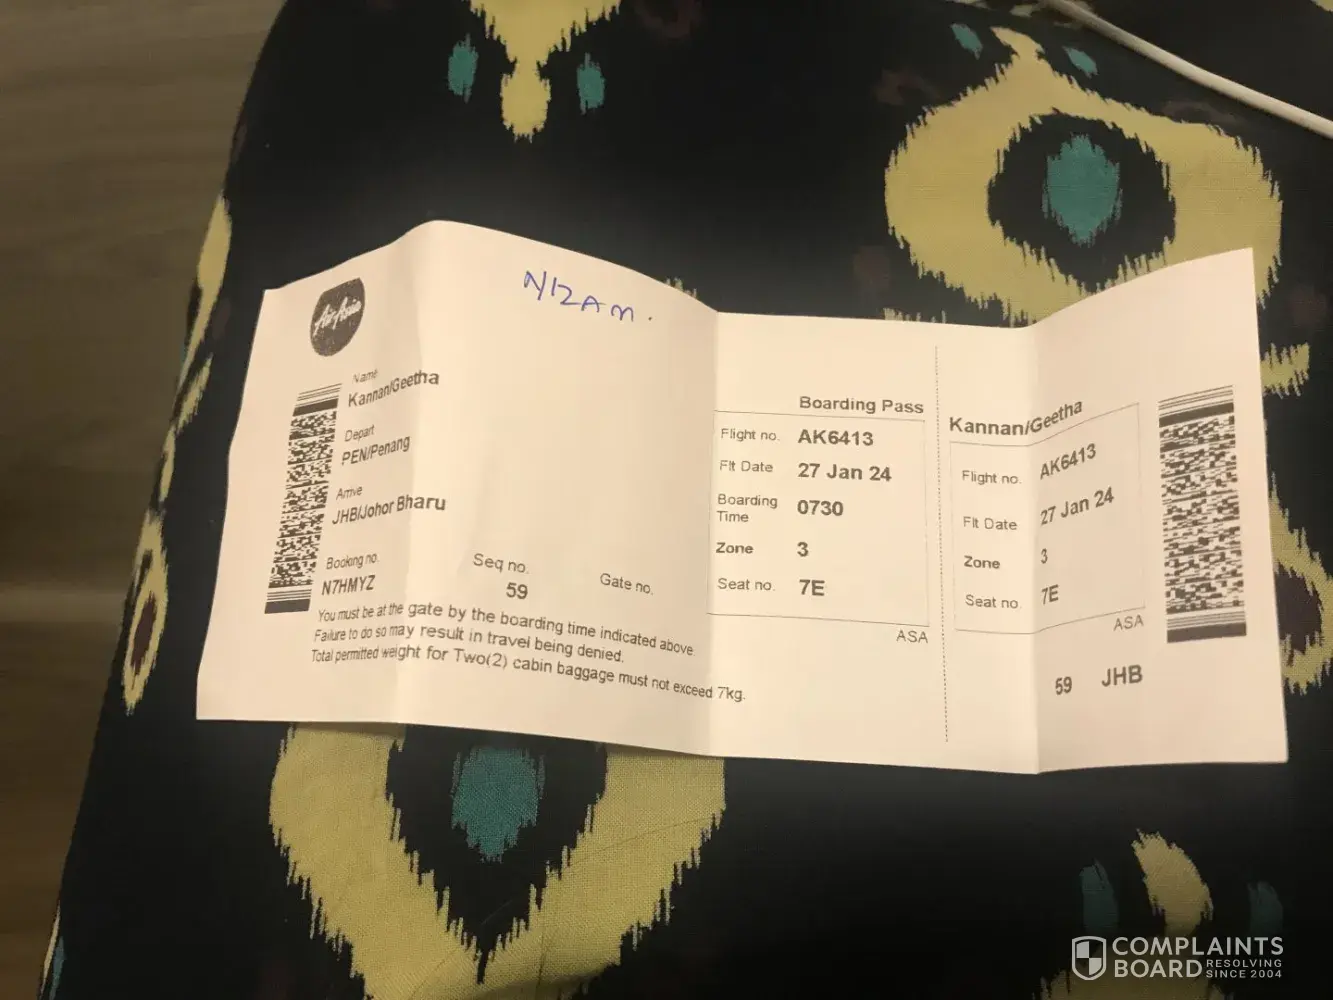 N12AM.
AirAsia
Name
Kannan/Geetha
Depart
PEN/Penang
Arrive
JHB/Johor Bharu
Booking no.
N7HMYZ
Seq no.
59
Gate no.
You must be at the gate by the boarding time indicated above.
Failure to do so may result in travel being denied.
Total permitted weight for Two(2) cabin baggage must not exceed 7kg.
Boarding Pass
Flight no. AK6413
Flt Date 27 Jan 24
Boarding Time 0730
Zone 3
Seat no. 7E
ASA
Kannan/Geetha
Flight no. AK6413
Flt Date 27 Jan 24
Zone 3
Seat no. 7E
ASA
59 JHB
COMPLAINTS
BOARD RESOLVING
SINCE 2004